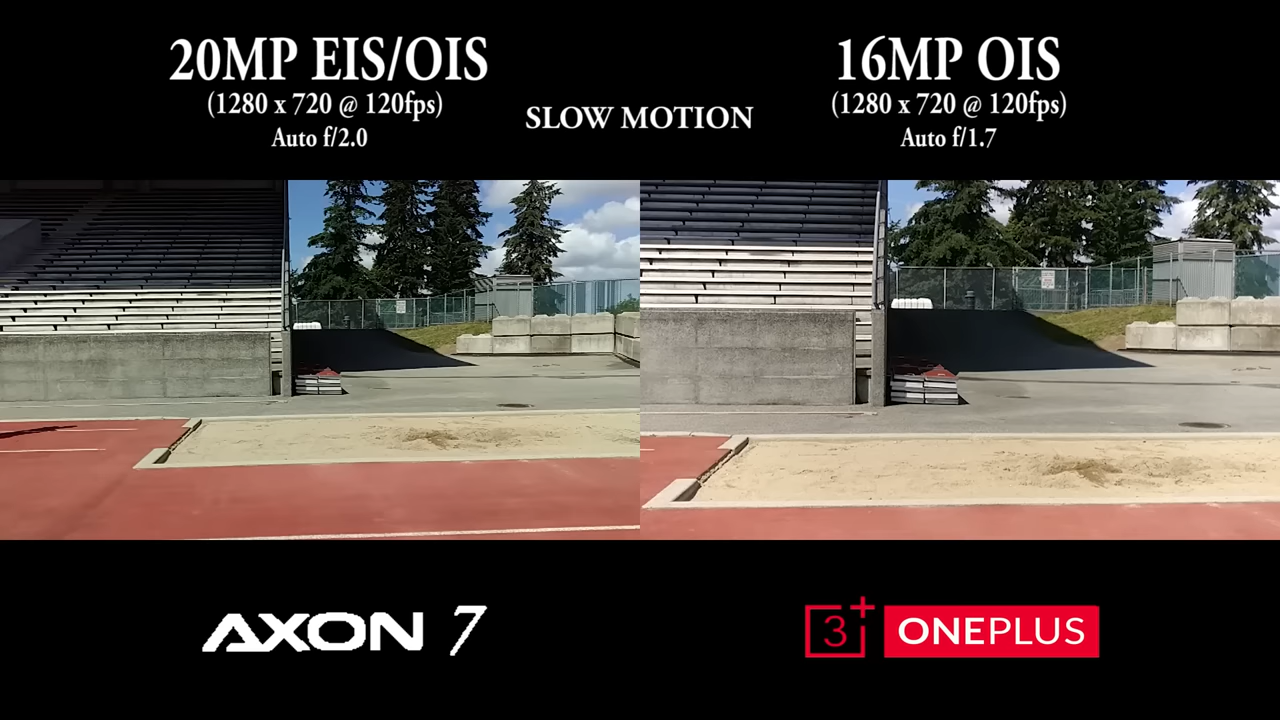 20MP EIS/OIS
(1280 x 720 @ 120fps)
Auto f/2.0
SLOW MOTION
16MP OIS
(1280 x 720 @ 120fps)
Auto f/1.7
AXON 7
3+ ONEPLUS